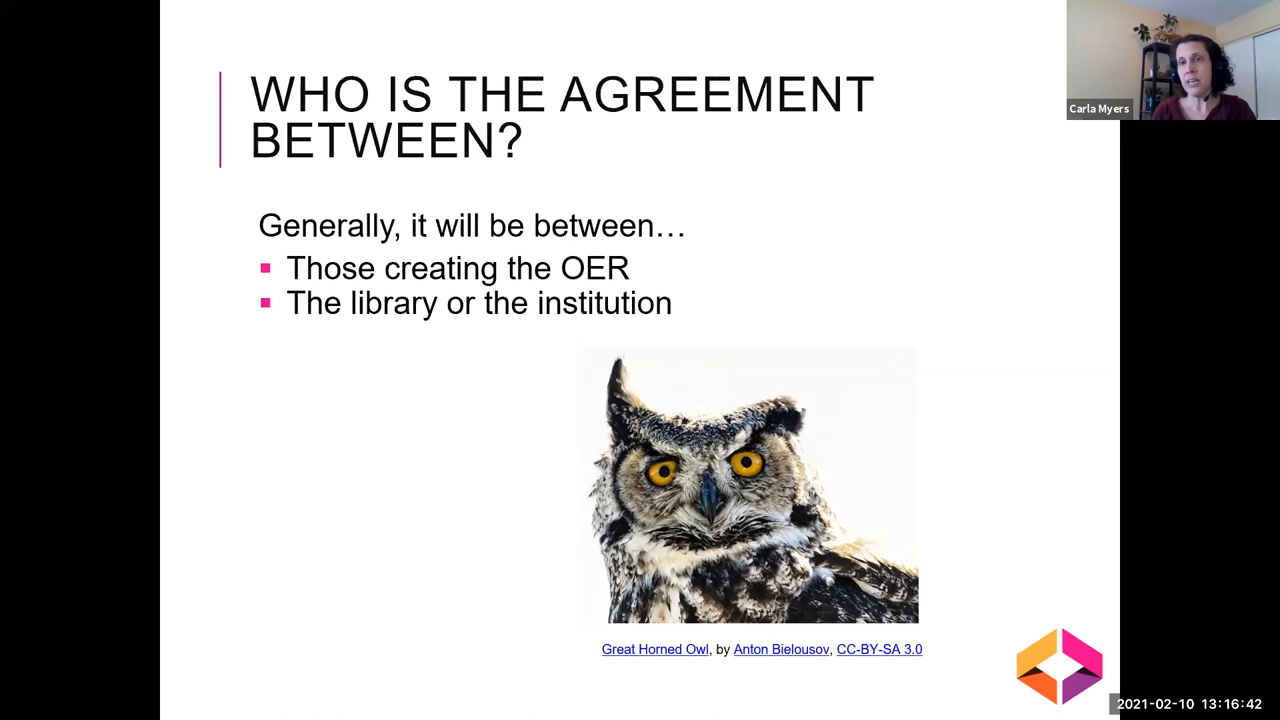 WHO IS THE AGREEMENT
BETWEEN?
Carla Myers
Generally, it will be between…
Those creating the OER
The library or the institution
Great Horned Owl, by Anton Bielousov, CC-BY-SA 3.0
2021-02-10 13:16:42